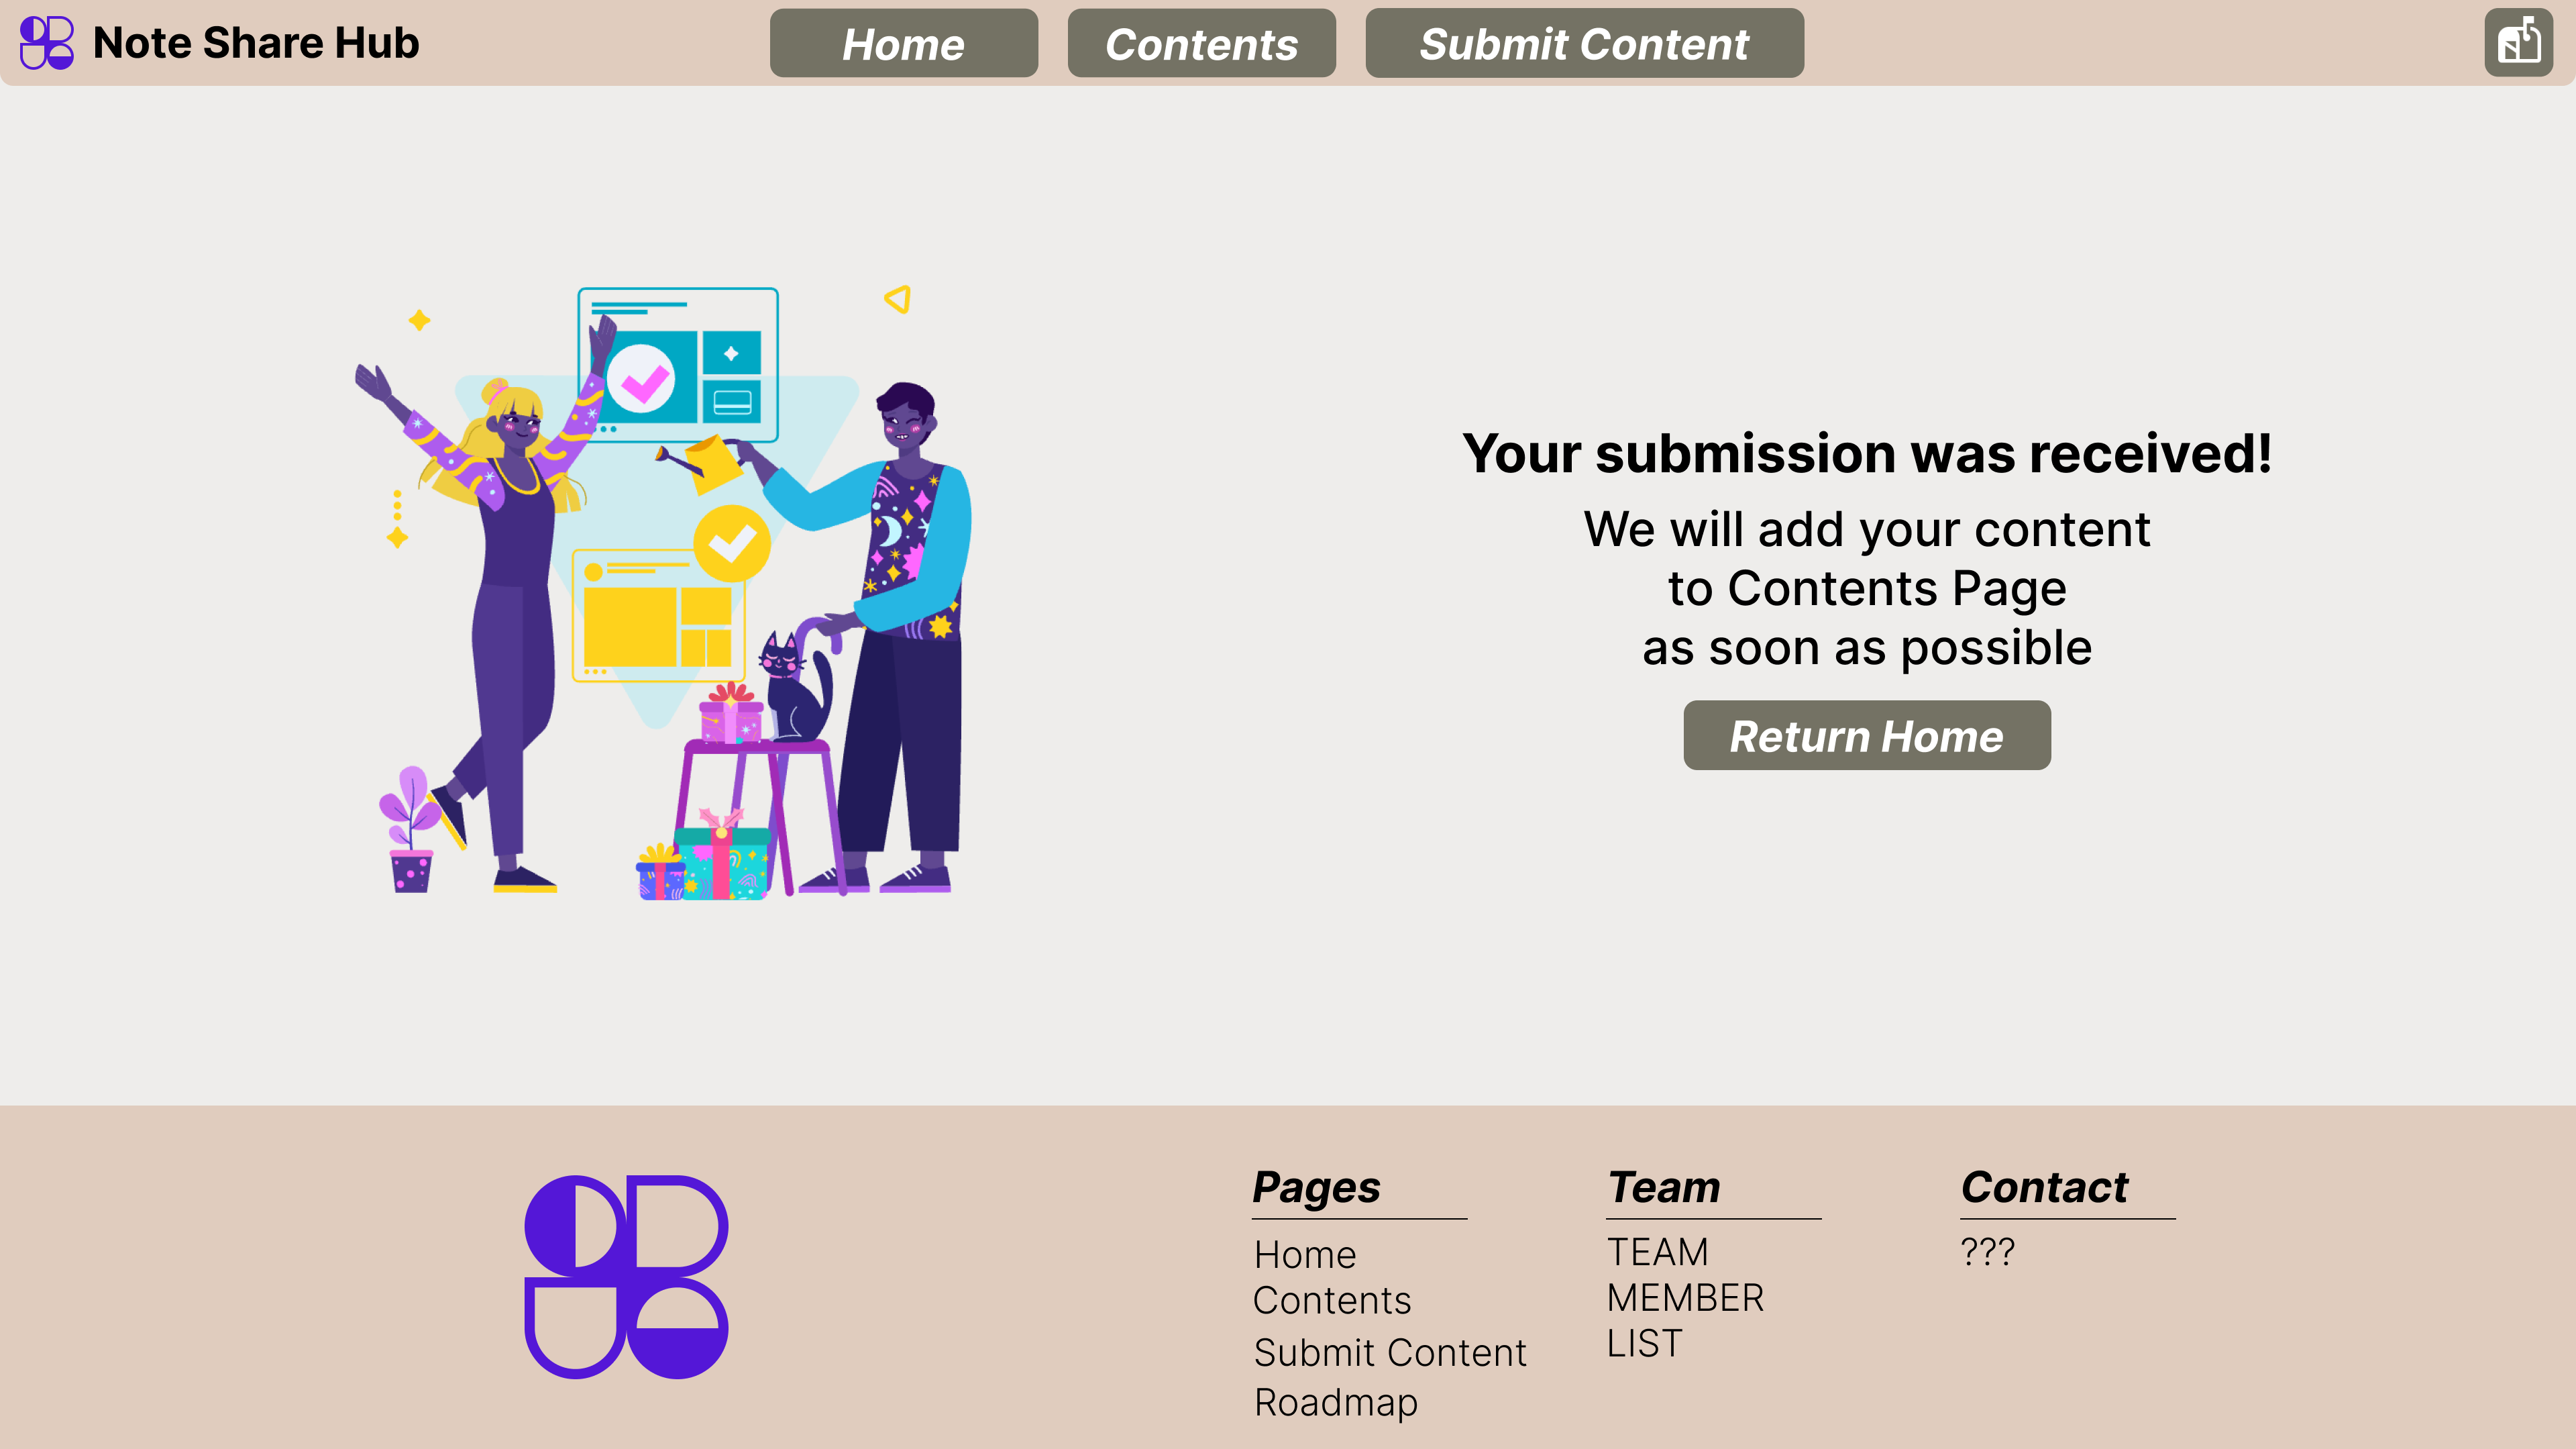 Note Share Hub
Home
Contents
Submit Content
Your submission was received!
We will add your content
to Contents Page
as soon as possible
Return Home
Pages
Home
Contents
Submit Content
Roadmap
Team
TEAM
MEMBER
LIST
Contact
???